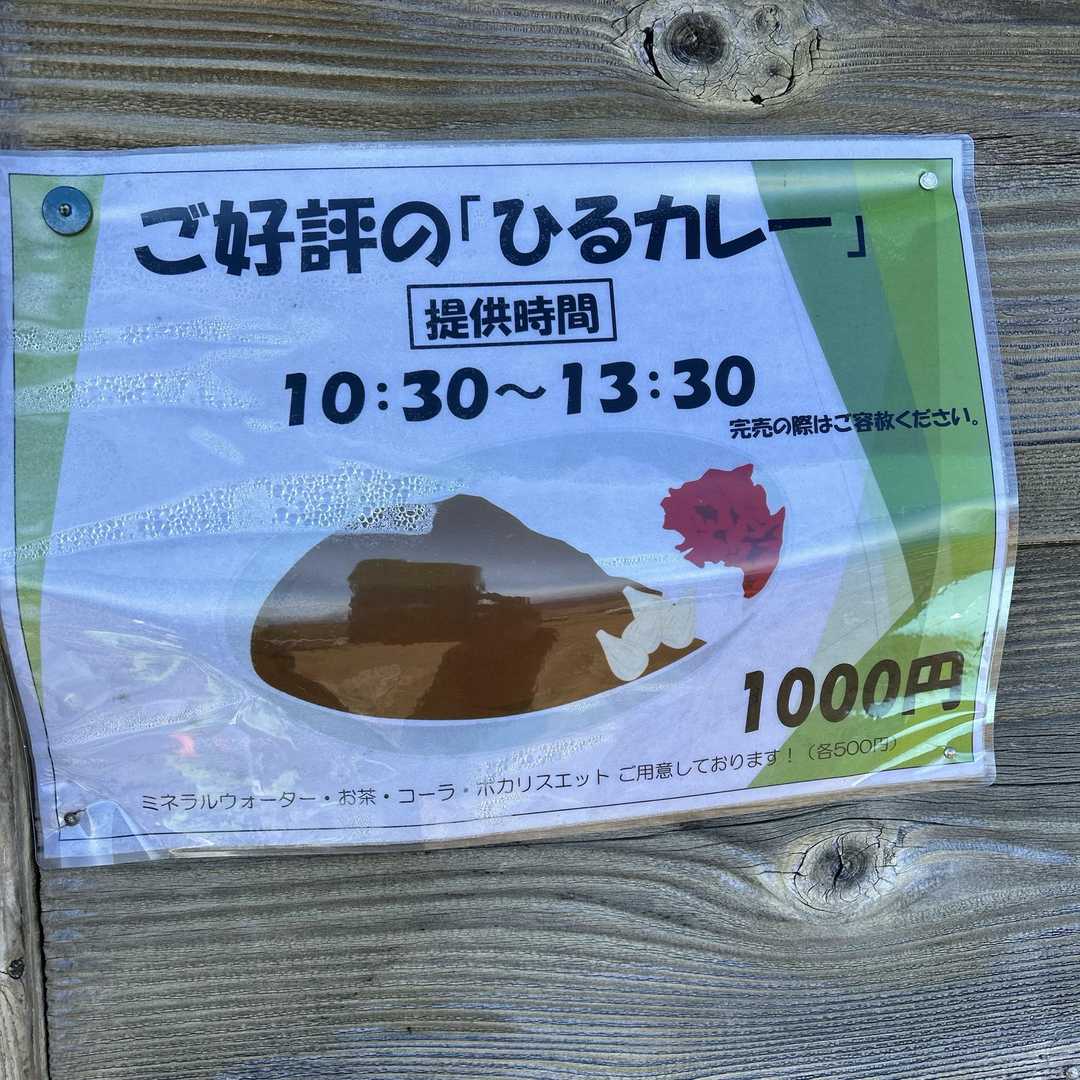 ご好評の「ひるカレー」
提供時間
10:30～13:30
完売の際はご容赦ください。
1000円
ミネラルウォーター・お茶・コーラ・ポカリスエット ご用意しております！（各500円）